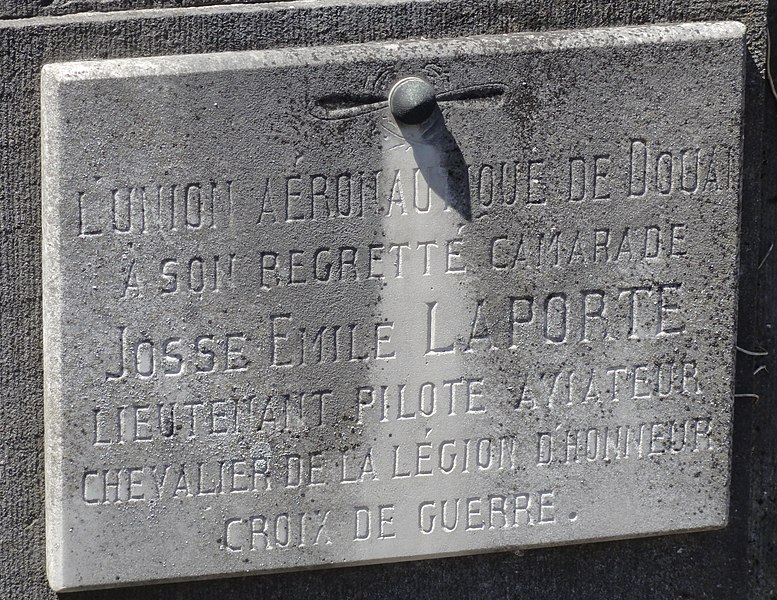 L'UNION AÉRONAUTIQUE DE DOUAI
À SON REGRETTÉ CAMARADE
JOSSE EMILE LAPORTE
LIEUTENANT PILOTE AVIATEUR
CHEVALIER DE LA LÉGION D'HONNEUR
CROIX DE GUERRE.